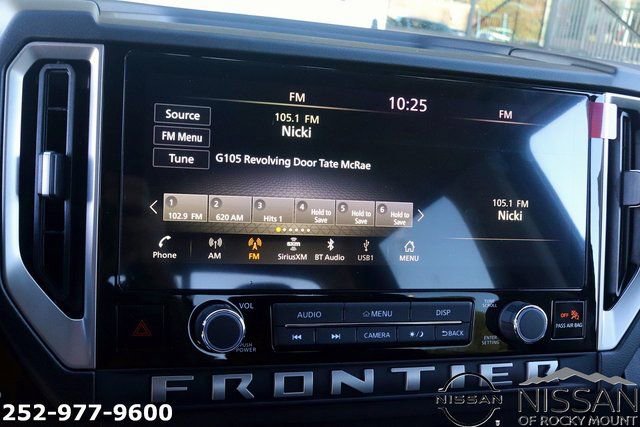 FM
10:25
FM
Source
105.1 FM
Nicki
FM Menu
Tune
G105 Revolving Door Tate McRae
1 2 3 4 5 6
102.9 FM 620 AM Hits 1 Hold to Save Hold to Save Hold to Save
105.1 FM
Nicki
Phone AM FM SiriusXM BT Audio USB1 MENU
VOL
PUSH POWER
AUDIO MENU DISP
CAMERA BACK
TUNE SCROLL
ENTER SETTING
OFF
PASS AIR BAG
FRONTIER
252-977-9600
NISSAN
NISSAN
OF ROCKY MOUNT